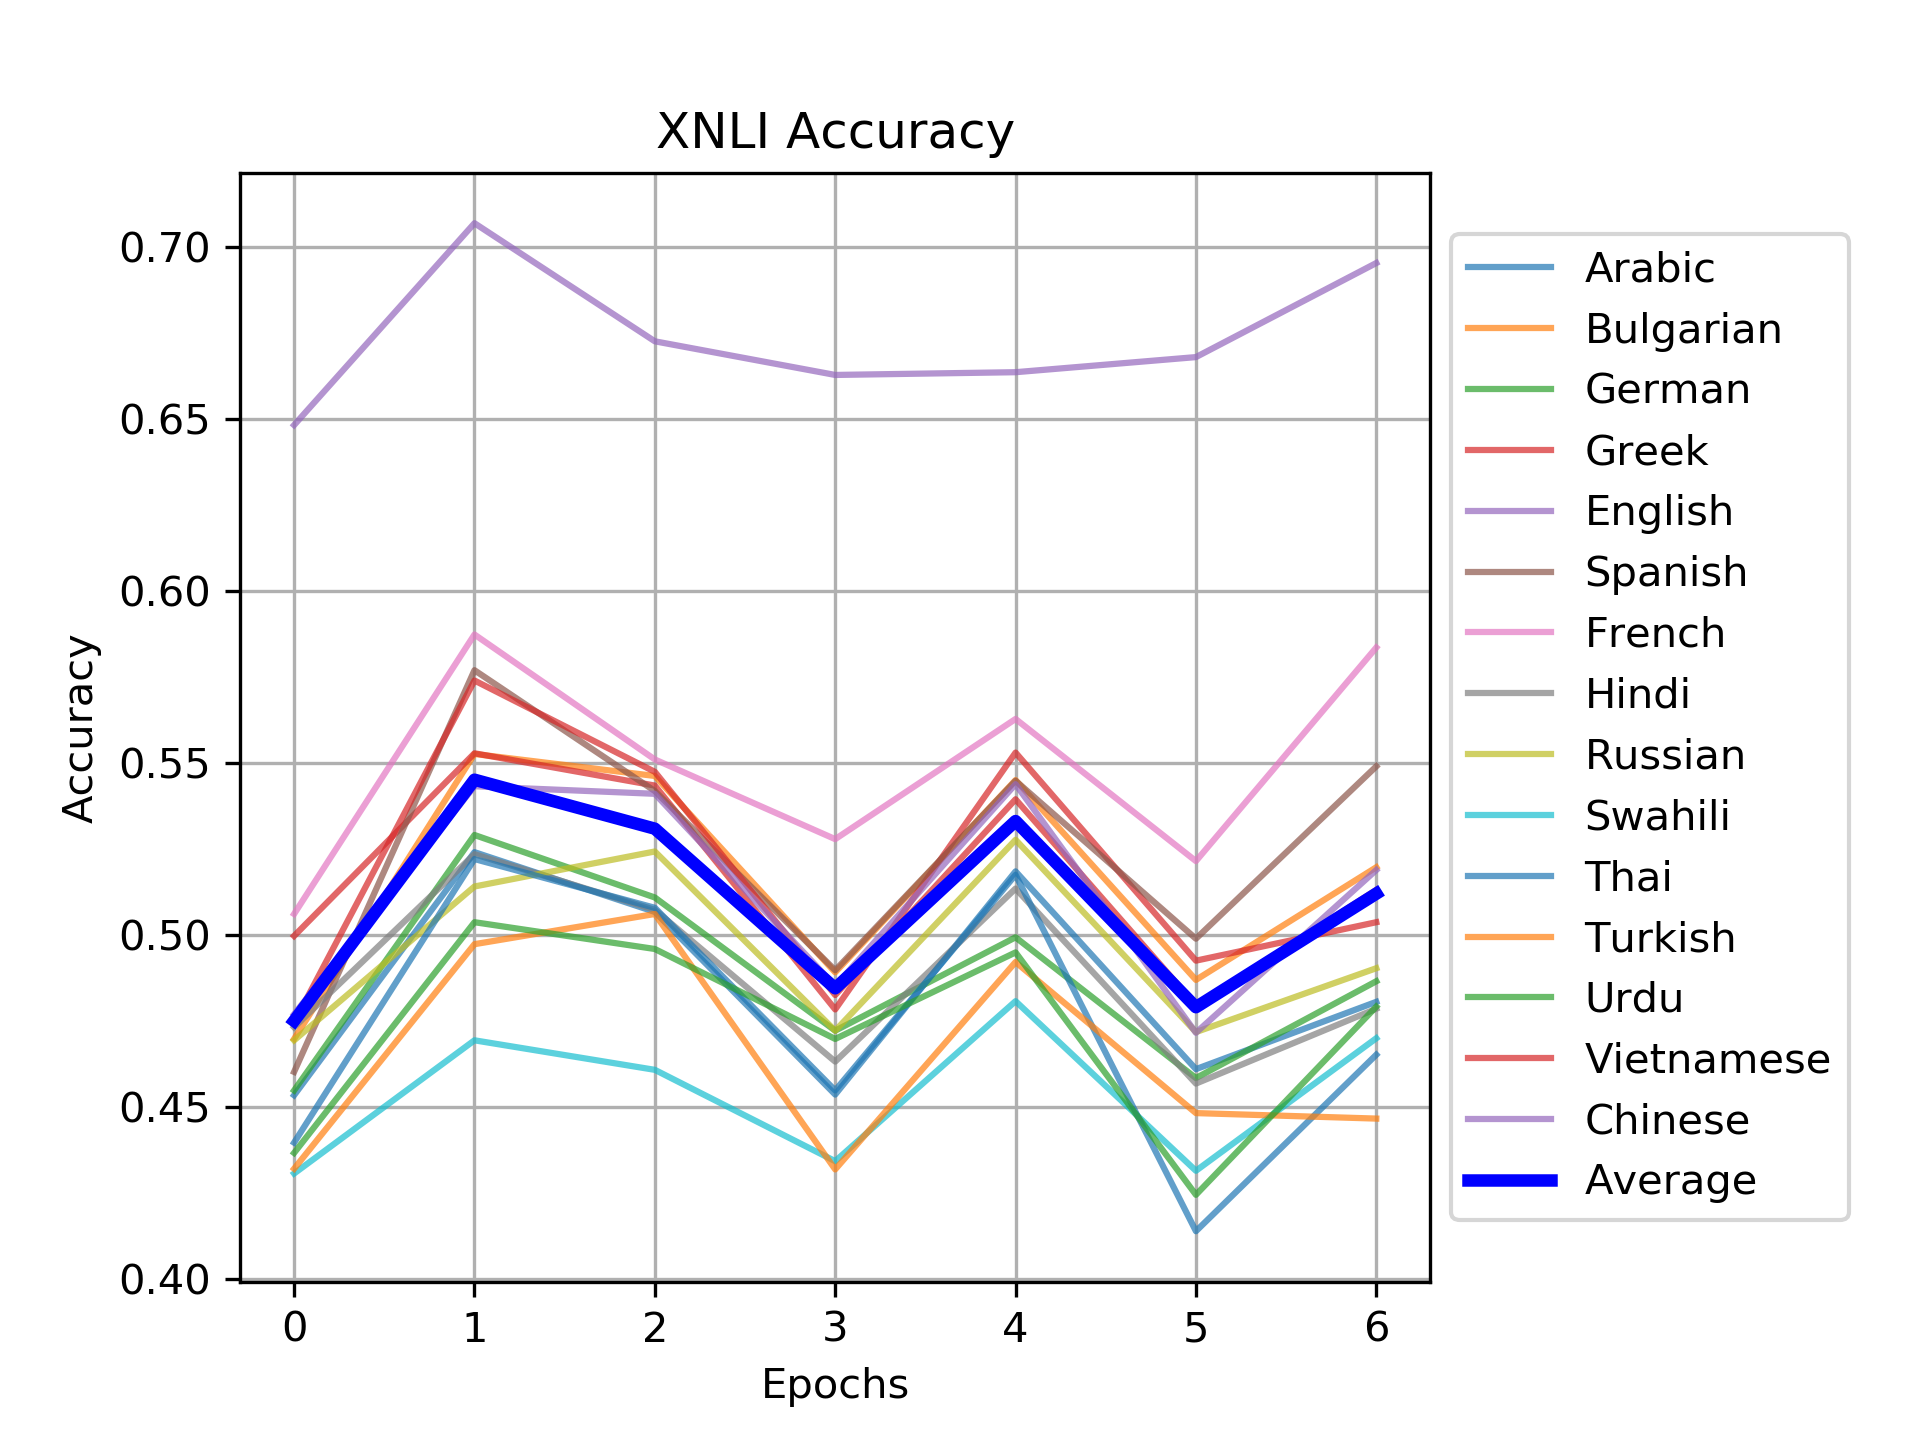 XNLI Accuracy
Accuracy
0.70
0.65
0.60
0.55
0.50
0.45
0.40
0 1 2 3 4 5 6
Epochs
Arabic
Bulgarian
German
Greek
English
Spanish
French
Hindi
Russian
Swahili
Thai
Turkish
Urdu
Vietnamese
Chinese
Average